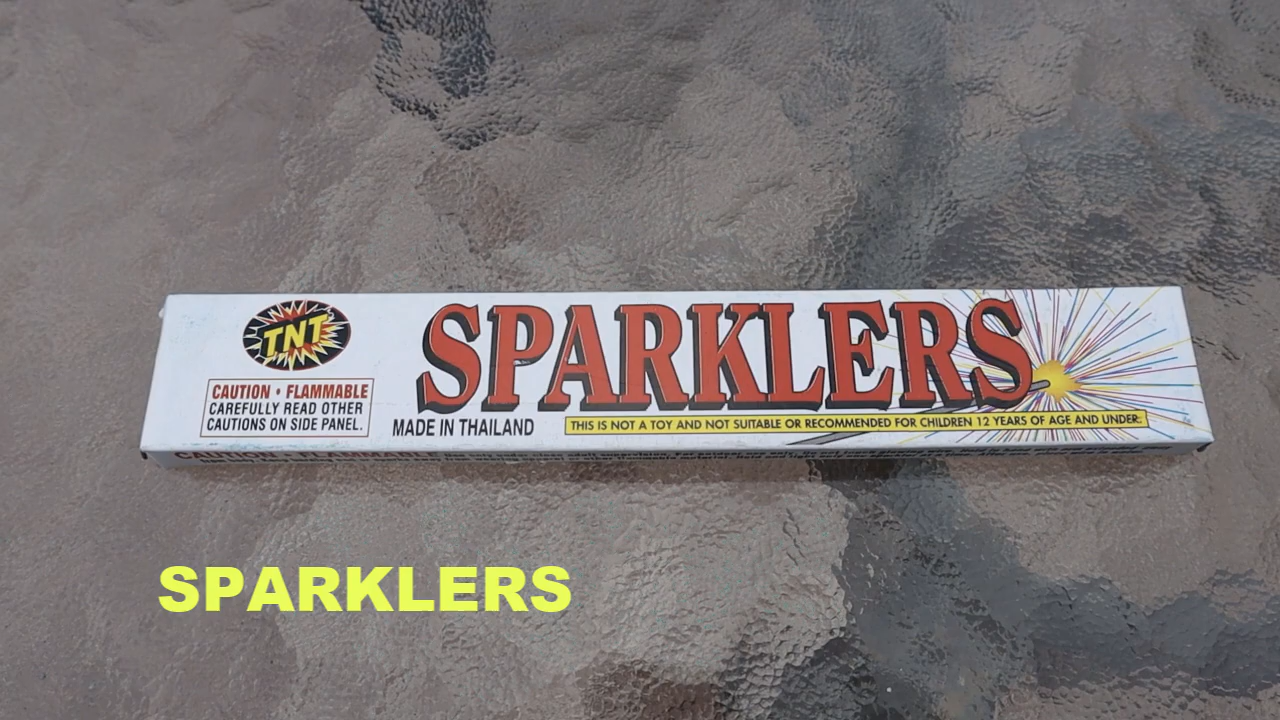 TNT
SPARKLERS
CAUTION • FLAMMABLE
CAREFULLY READ OTHER
CAUTIONS ON SIDE PANEL.
MADE IN THAILAND
THIS IS NOT A TOY AND NOT SUITABLE OR RECOMMENDED FOR CHILDREN 12 YEARS OF AGE AND UNDER.
SPARKLERS